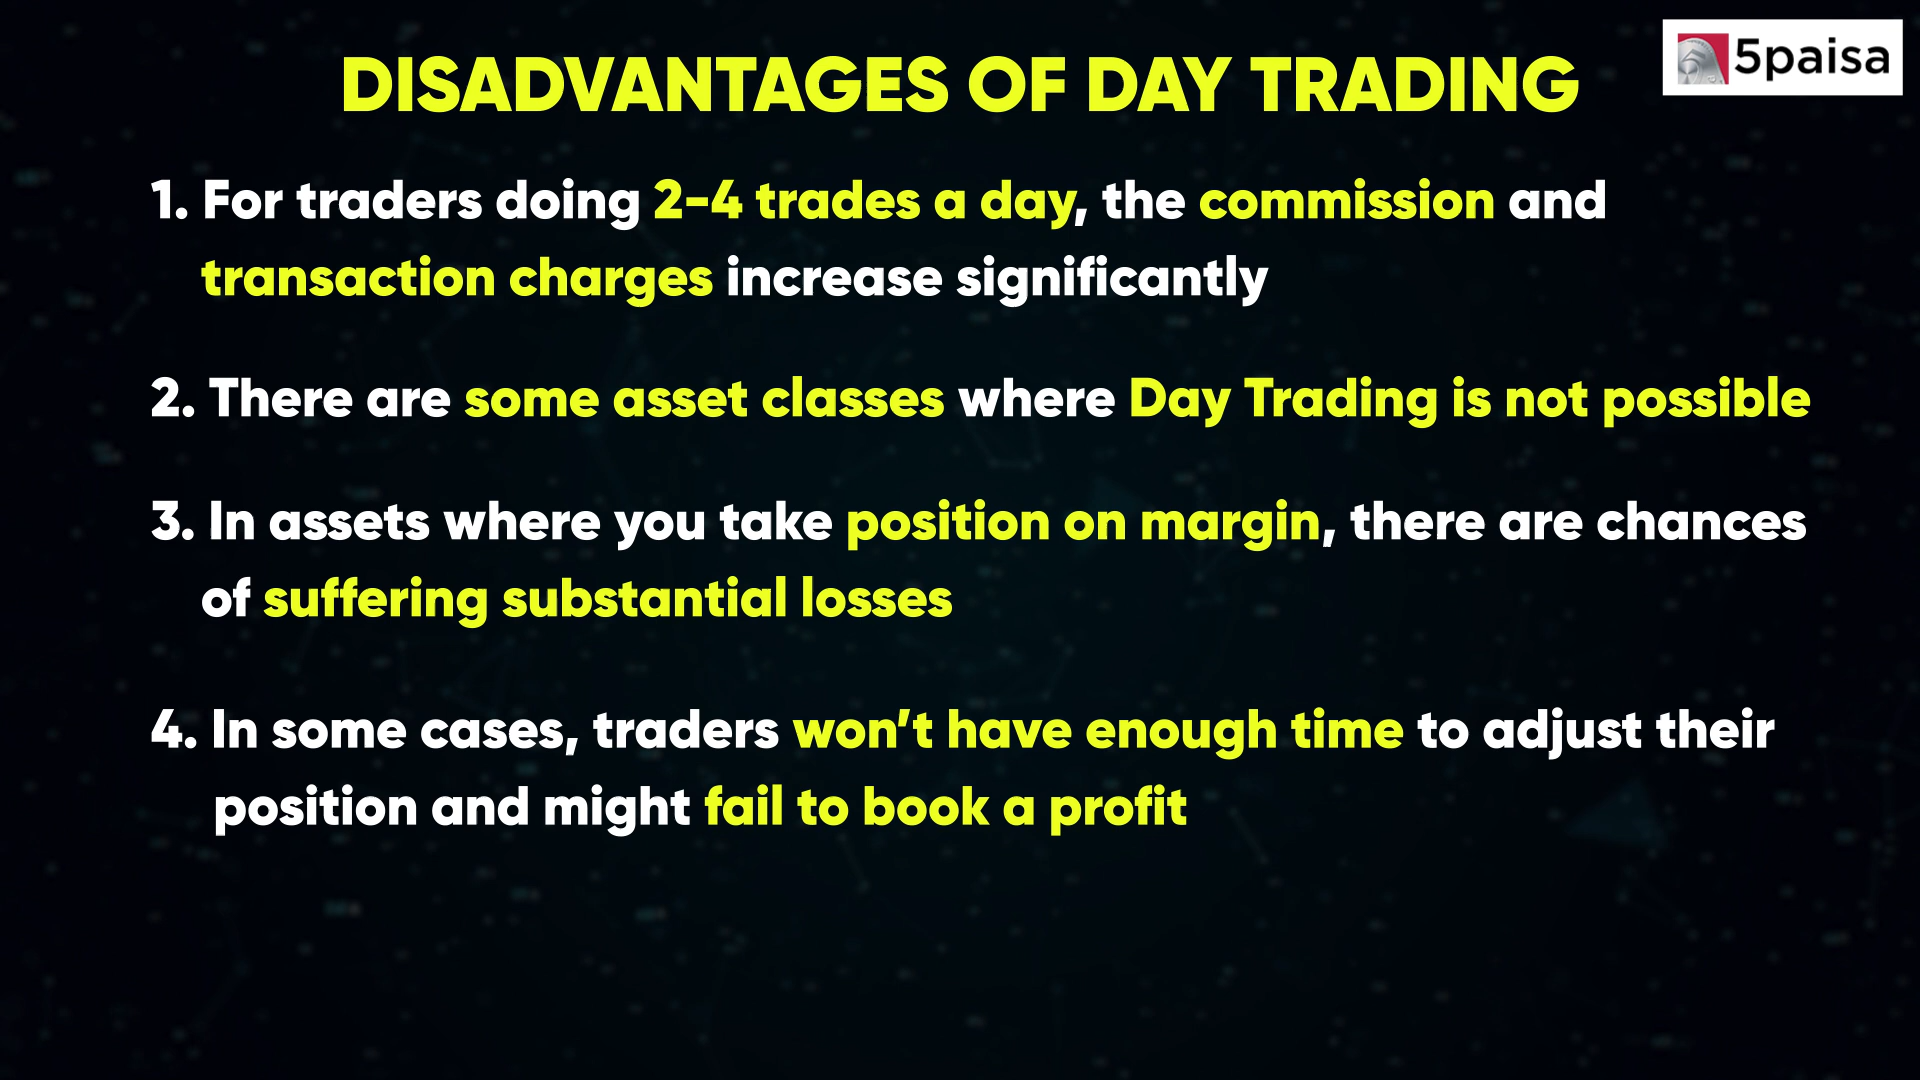 DISADVANTAGES OF DAY TRADING
5paisa
1. For traders doing 2-4 trades a day, the commission and
transaction charges increase significantly
2. There are some asset classes where Day Trading is not possible
3. In assets where you take position on margin, there are chances
of suffering substantial losses
4. In some cases, traders won’t have enough time to adjust their
position and might fail to book a profit